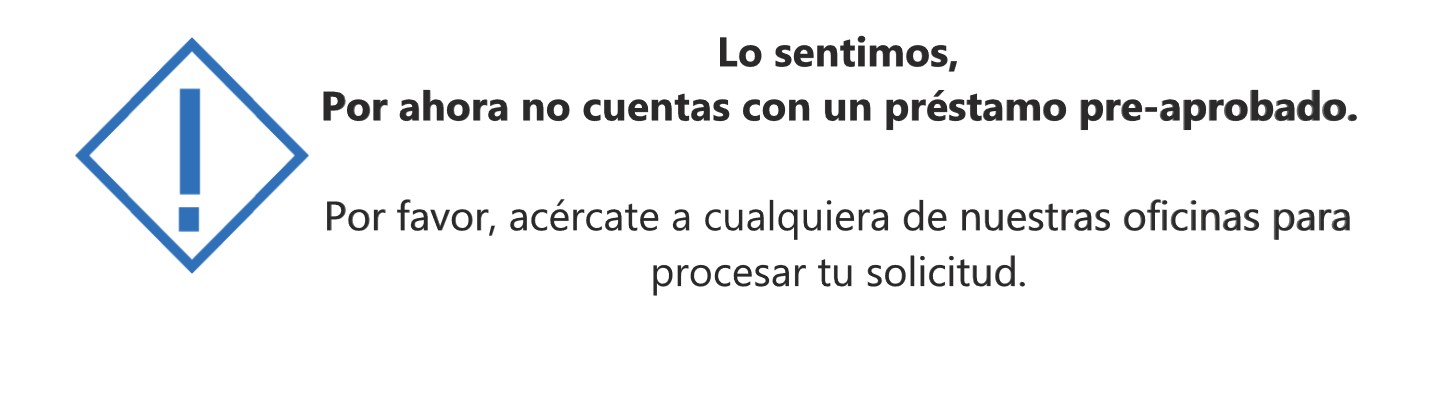 Lo sentimos,
Por ahora no cuentas con un préstamo pre-aprobado.
Por favor, acércate a cualquiera de nuestras oficinas para
procesar tu solicitud.